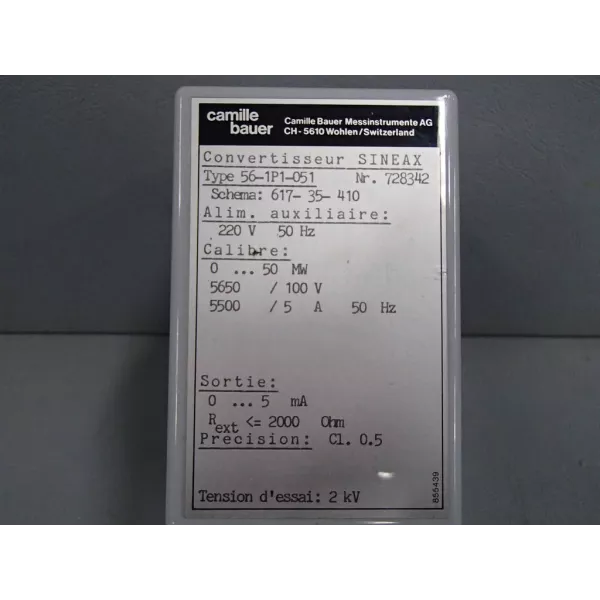 camille
bauer
Camille Bauer Messinstrumente AG
CH-5610 Wohlen/Switzerland
Convertisseur SINEAX
Type 56-1P1-051 Nr. 728342
Schema: 617-35-410
Alim. auxiliaire:
220 V 50 Hz
Calibre:
0 ... 50 MW
5650 / 100 V
5500 / 5 A 50 Hz
Sortie:
0 ... 5 mA
Rext <= 2000 Ohm
Precision: Cl. 0.5
Tension d'essai: 2 kV
855439